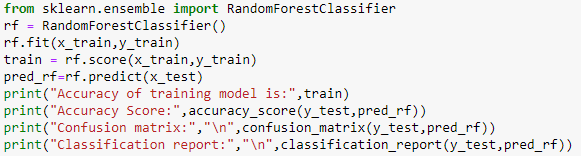 from sklearn.ensemble import RandomForestClassifier
rf = RandomForestClassifier()
rf.fit(x_train,y_train)
train = rf.score(x_train,y_train)
pred_rf=rf.predict(x_test)
print("Accuracy of training model is:",train)
print("Accuracy Score:",accuracy_score(y_test,pred_rf))
print("Confusion matrix:","\n",confusion_matrix(y_test,pred_rf))
print("Classification report:","\n",classification_report(y_test,pred_rf))